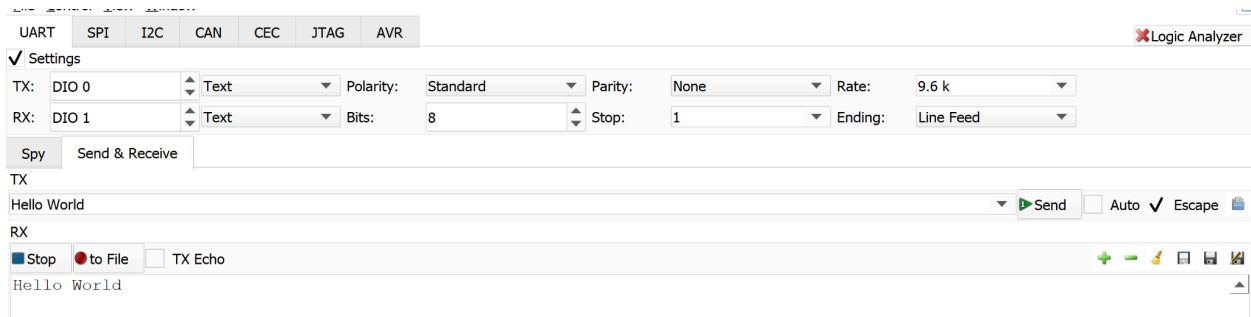 UART SPI I2C CAN CEC JTAG AVR
Logic Analyzer
Settings
TX: DIO 0 Text Polarity: Standard Parity: None Rate: 9.6 k
RX: DIO 1 Text Bits: 8 Stop: 1 Ending: Line Feed
Spy Send & Receive
TX
Hello World Send Auto Escape
RX
Stop to File TX Echo
Hello World